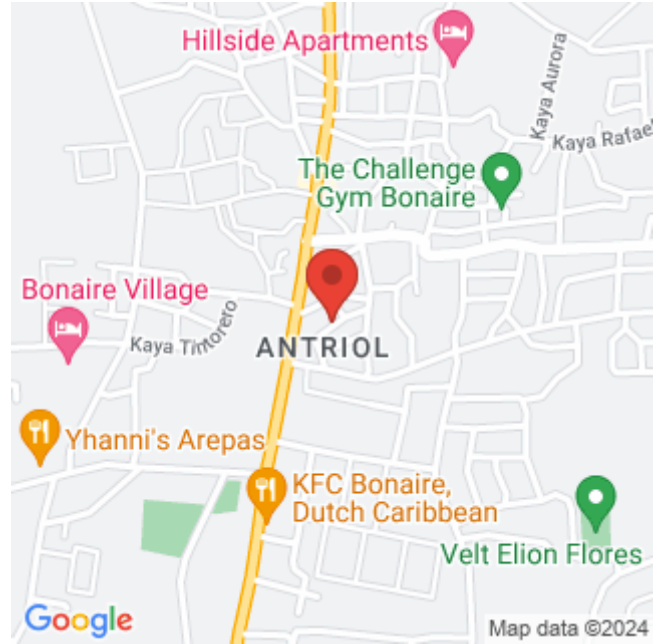 Hillside Apartments
Kaya Aurora
Kaya Rafael
The Challenge
Gym Bonaire
Bonaire Village
Kaya Tintorero
ANTRIOL
Yhanni's Arepas
KFC Bonaire,
Dutch Caribbean
Velt Elion Flores
Google
Map data ©2024